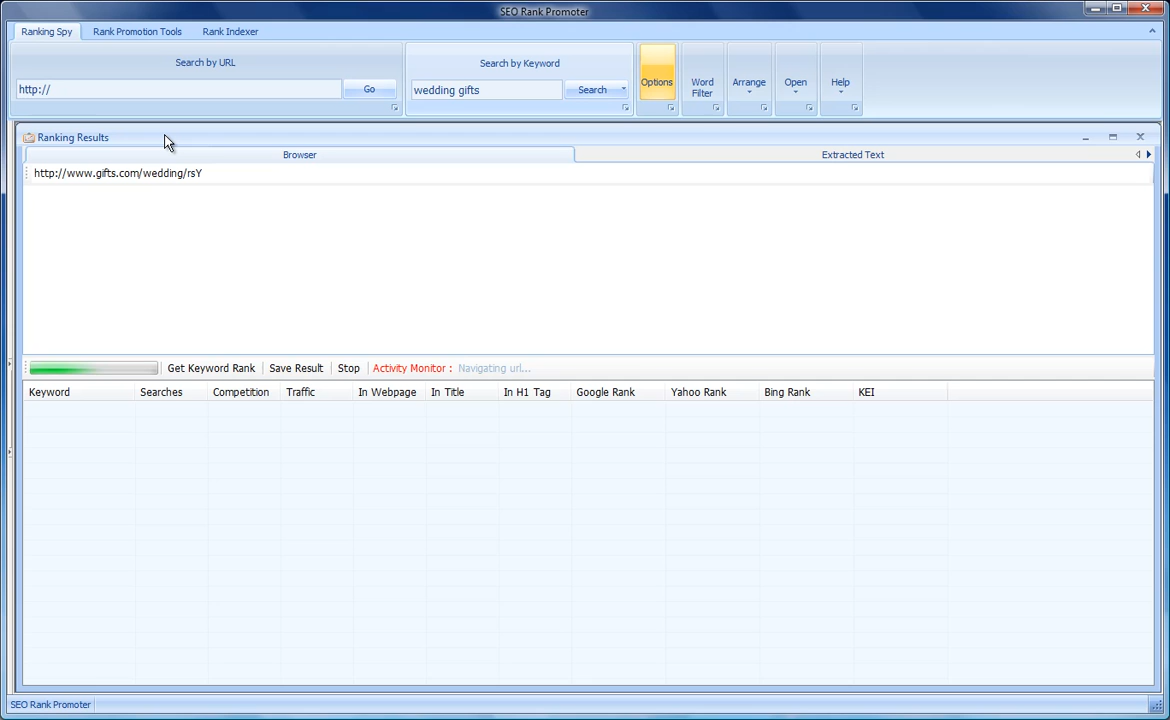 SEO Rank Promoter
Ranking Spy Rank Promotion Tools Rank Indexer
Search by URL
http:// Go
Search by Keyword
wedding gifts Search
Options
Word Filter
Arrange
Open
Help
Ranking Results
Browser Extracted Text
http://www.gifts.com/wedding/rsY
Get Keyword Rank Save Result Stop Activity Monitor : Navigating url...
Keyword Searches Competition Traffic In Webpage In Title In H1 Tag Google Rank Yahoo Rank Bing Rank KEI
SEO Rank Promoter